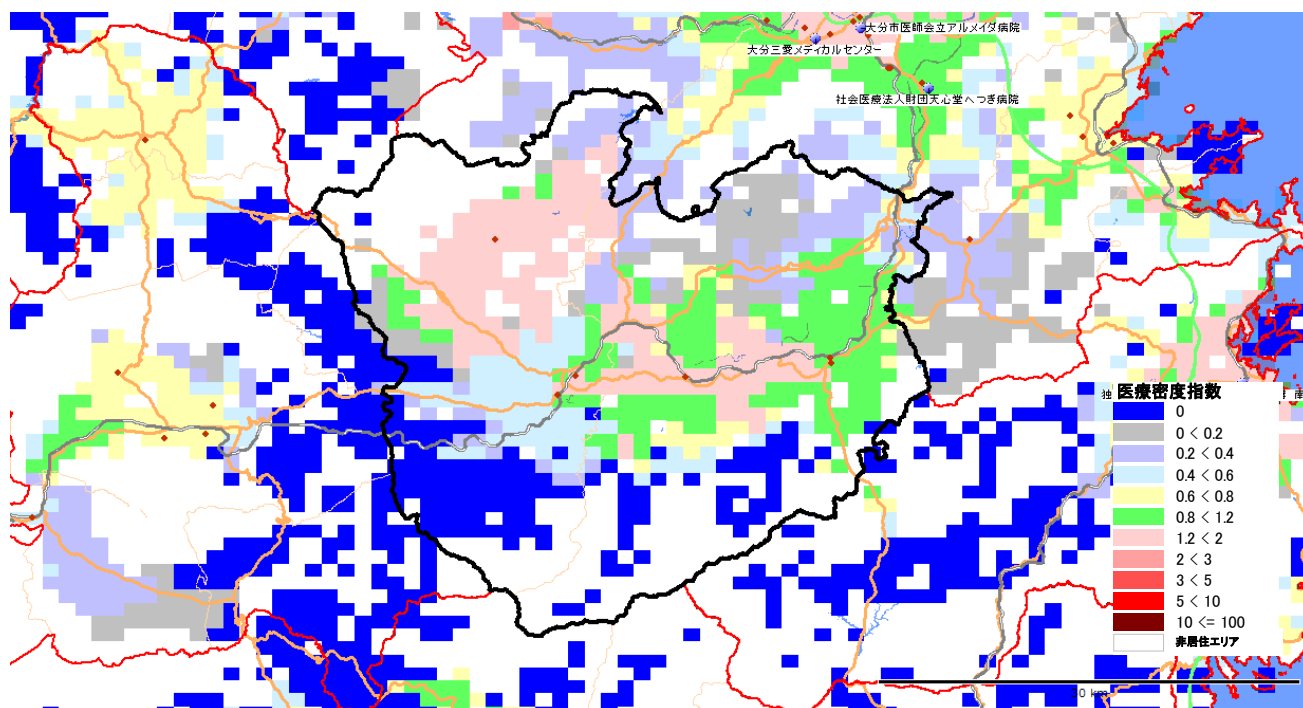 大分市医師会立アルメイダ病院
大分三愛メディカルセンター
社会医療法人財団天心堂へつぎ病院
独
南
医療密度指数
0
0 < 0.2
0.2 < 0.4
0.4 < 0.6
0.6 < 0.8
0.8 < 1.2
1.2 < 2
2 < 3
3 < 5
5 < 10
10 <= 100
非居住エリア
30 km